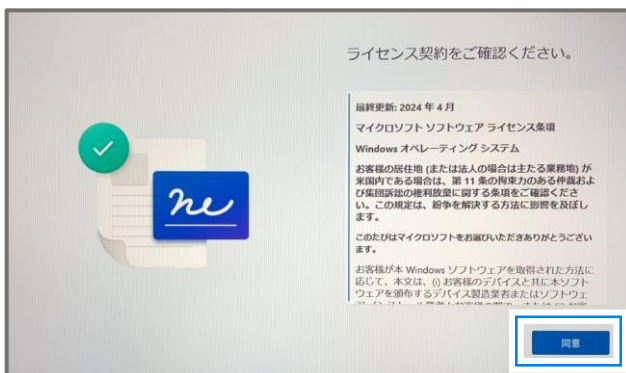 ライセンス契約をご確認ください。
最終更新: 2024 年 4 月
マイクロソフト ソフトウェア ライセンス条項
Windows オペレーティング システム
お客様の居住地 (または法人の場合は主たる業務地) が
米国内である場合は、第 11 条の拘束力のある仲裁およ
び集団訴訟の権利放棄に関する条項をご確認くださ
い。この規定は、紛争を解決する方法に影響を及ぼし
ます。
このたびはマイクロソフトをお選びいただきありがとうござい
ます。
お客様が本 Windows ソフトウェアを取得された方法に
応じて、本文は、(i) お客様のデバイスと共に本ソフト
ウェアを頒布するデバイス製造業者またはソフトウェ
同意